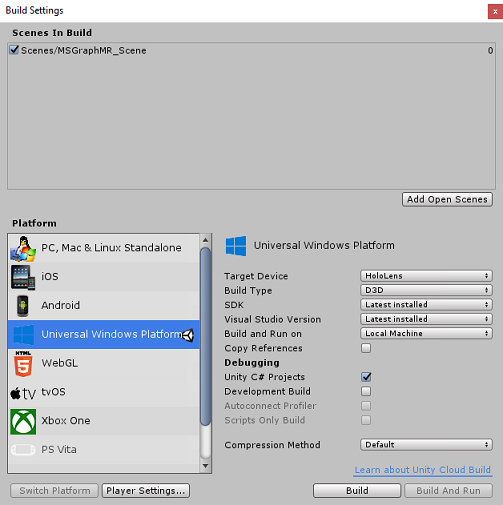 Build Settings
x
Scenes In Build
Scenes/MSGraphMR_Scene 0
Add Open Scenes
Platform
PC, Mac & Linux Standalone
iOS
Android
Universal Windows Platform
HTML
5
WebGL
tv
tvOS
Xbox One
PS Vita
Universal Windows Platform
Target Device HoloLens
Build Type D3D
SDK Latest installed
Visual Studio Version Latest installed
Build and Run on Local Machine
Copy References
Debugging
Unity C# Projects
Development Build
Autoconnect Profiler
Scripts Only Build
Compression Method Default
Learn about Unity Cloud Build
Switch Platform Player Settings... Build Build And Run